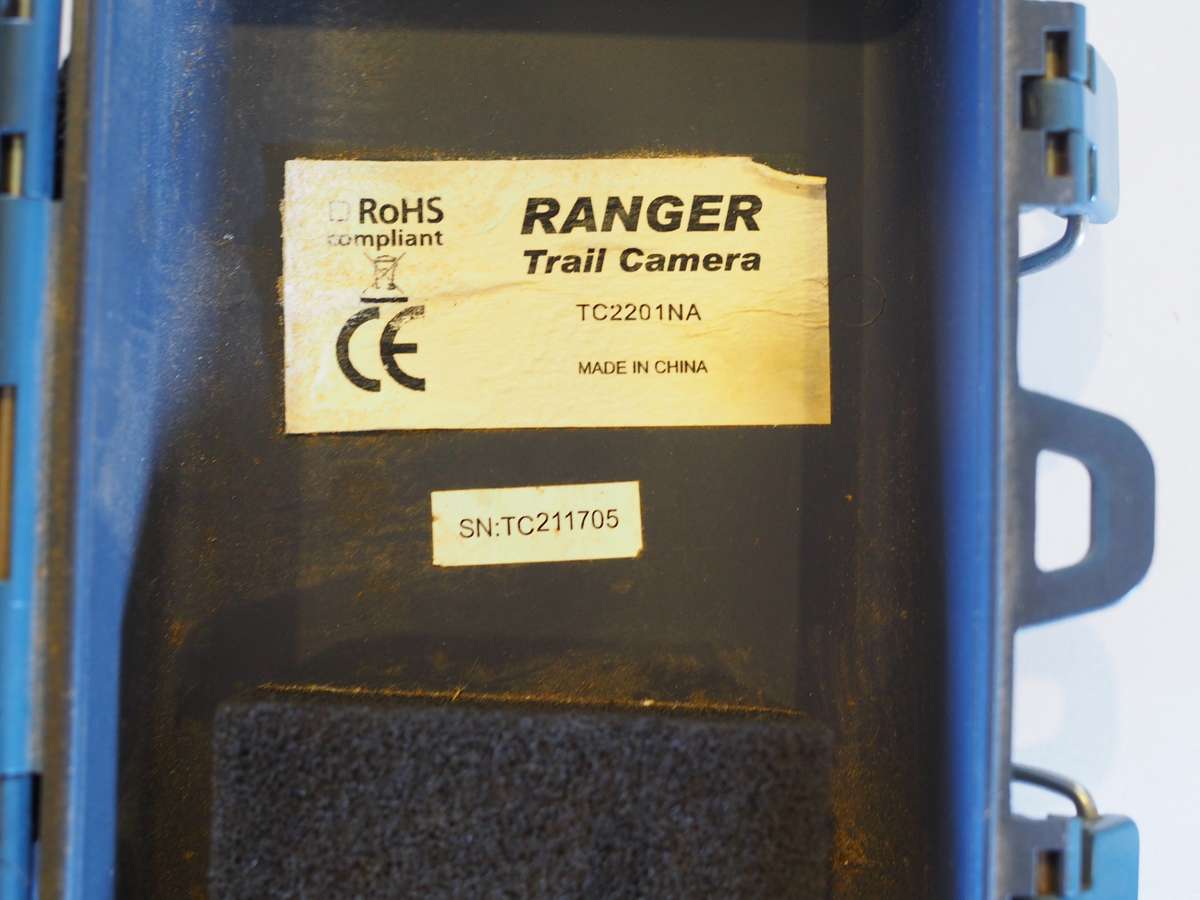 RoHS
compliant
CE
RANGER
Trail Camera
TC2201NA
MADE IN CHINA
SN:TC211705